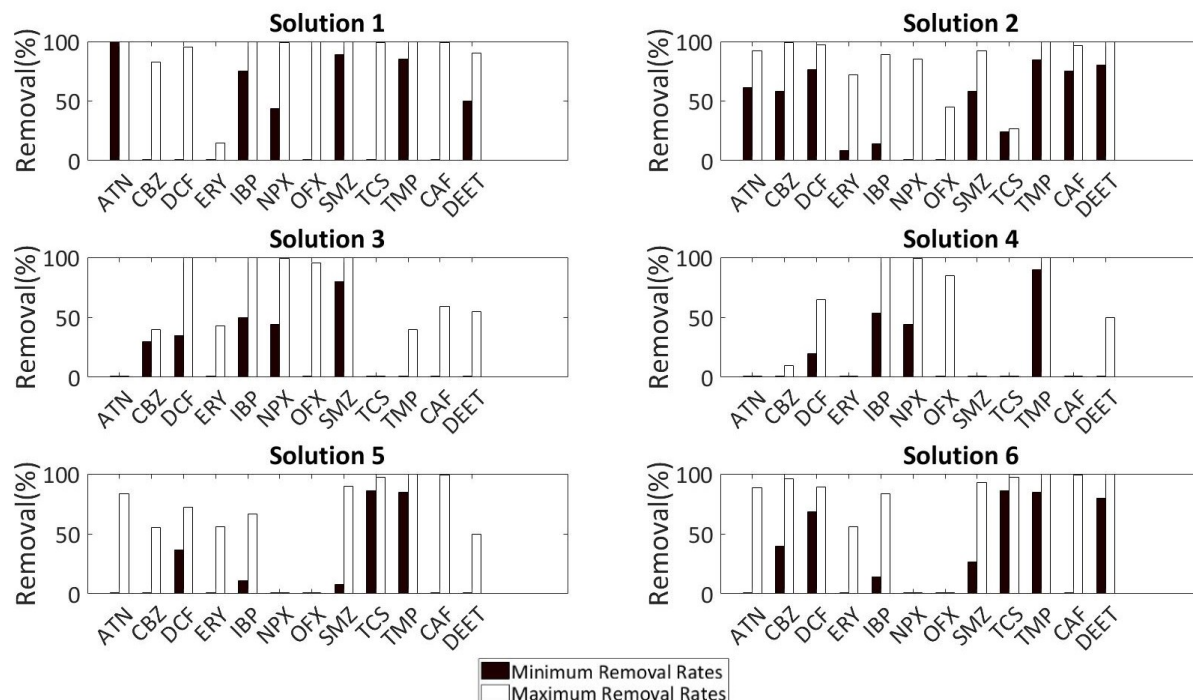 Solution 1
Removal(%)
100
50
0
ATN CBZ DCF ERY IBP NPX OFX SMZ TCS TMP CAF DEET
Solution 2
Removal(%)
100
50
0
ATN CBZ DCF ERY IBP NPX OFX SMZ TCS TMP CAF DEET
Solution 3
Removal(%)
100
50
0
ATN CBZ DCF ERY IBP NPX OFX SMZ TCS TMP CAF DEET
Solution 4
Removal(%)
100
50
0
ATN CBZ DCF ERY IBP NPX OFX SMZ TCS TMP CAF DEET
Solution 5
Removal(%)
100
50
0
ATN CBZ DCF ERY IBP NPX OFX SMZ TCS TMP CAF DEET
Solution 6
Removal(%)
100
50
0
ATN CBZ DCF ERY IBP NPX OFX SMZ TCS TMP CAF DEET
Minimum Removal Rates
Maximum Removal Rates